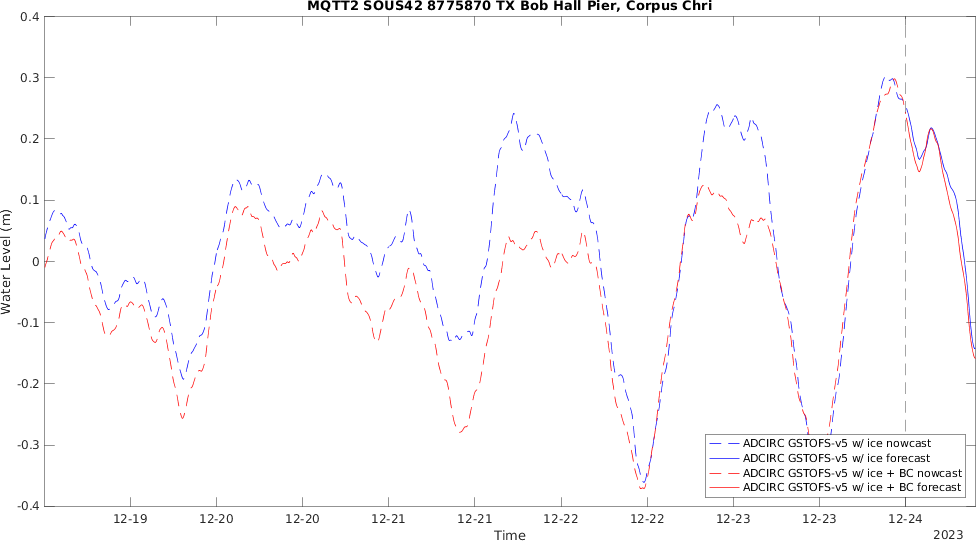 MQTT2 SOUS42 8775870 TX Bob Hall Pier, Corpus Chri
0.4
0.3
0.2
0.1
0
-0.1
-0.2
-0.3
-0.4
Water Level (m)
12-19
12-20
12-20
12-21
12-21
12-22
12-22
12-23
12-23
12-24
Time
2023
ADCIRC GSTOFS-v5 w/ ice nowcast
ADCIRC GSTOFS-v5 w/ ice forecast
ADCIRC GSTOFS-v5 w/ ice + BC nowcast
ADCIRC GSTOFS-v5 w/ ice + BC forecast